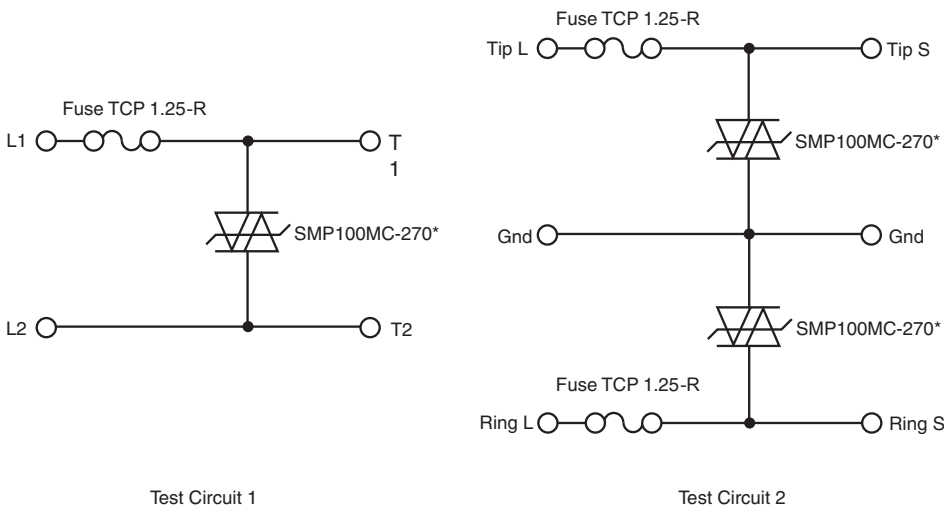 Fuse TCP 1.25-R
L1
T
1
SMP100MC-270*
L2
T2
Test Circuit 1
Fuse TCP 1.25-R
Tip L
Tip S
SMP100MC-270*
Gnd
Gnd
SMP100MC-270*
Fuse TCP 1.25-R
Ring L
Ring S
Test Circuit 2